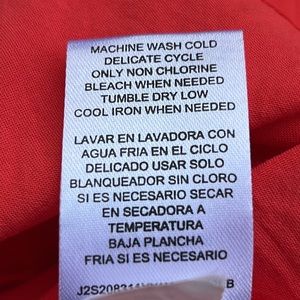 MACHINE WASH COLD
DELICATE CYCLE
ONLY NON CHLORINE
BLEACH WHEN NEEDED
TUMBLE DRY LOW
COOL IRON WHEN NEEDED
LAVAR EN LAVADORA CON
AGUA FRIA EN EL CICLO
DELICADO USAR SOLO
BLANQUEADOR SIN CLORO
SI ES NECESARIO SECAR
EN SECADORA A
TEMPERATURA
BAJA PLANCHA
FRIA SI ES NECESARIO
B